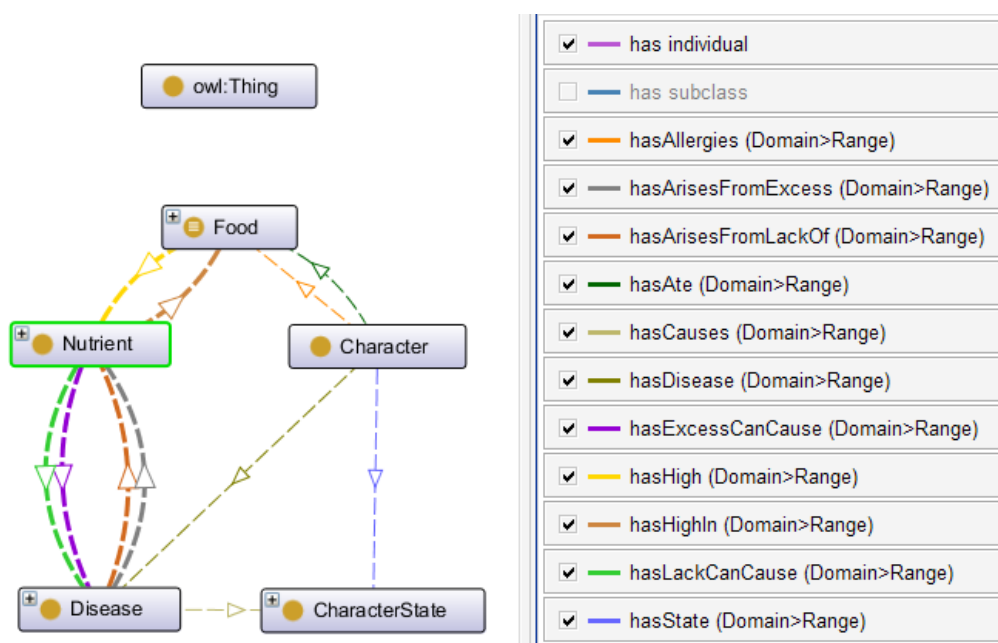 owl:Thing
Food
Nutrient
Character
Disease
CharacterState
has individual
has subclass
hasAllergies (Domain>Range)
hasArisesFromExcess (Domain>Range)
hasArisesFromLackOf (Domain>Range)
hasAte (Domain>Range)
hasCauses (Domain>Range)
hasDisease (Domain>Range)
hasExcessCanCause (Domain>Range)
hasHigh (Domain>Range)
hasHighIn (Domain>Range)
hasLackCanCause (Domain>Range)
hasState (Domain>Range)